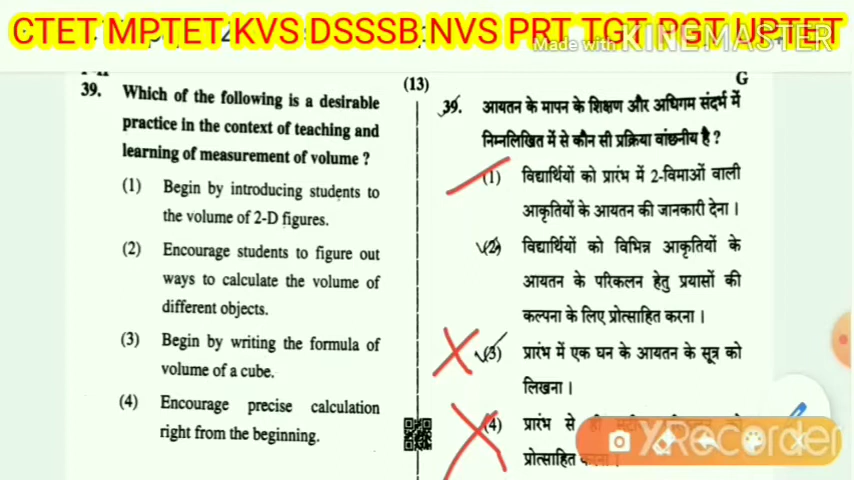 CTET MPTET KVS DSSSB NVS PRT TGT PGT UPTET
Made with KINEMASTER
(13)
G
39. Which of the following is a desirable
practice in the context of teaching and
learning of measurement of volume ?
(1) Begin by introducing students to
the volume of 2-D figures.
(2) Encourage students to figure out
ways to calculate the volume of
different objects.
(3) Begin by writing the formula of
volume of a cube.
(4) Encourage precise calculation
right from the beginning.
39. आयतन के मापन के शिक्षण और अधिगम संदर्भ में
निम्नलिखित में से कौन सी प्रक्रिया वांछनीय है ?
(1) विद्यार्थियों को प्रारंभ में 2-विमाओं वाली
आकृतियों के आयतन की जानकारी देना ।
(2) विद्यार्थियों को विभिन्न आकृतियों के
आयतन के परिकलन हेतु प्रयासों की
कल्पना के लिए प्रोत्साहित करना ।
(3) प्रारंभ में एक घन के आयतन के सूत्र को
लिखना ।
(4) प्रारंभ से ही को
प्रोत्साहित करना ।
XRecorder